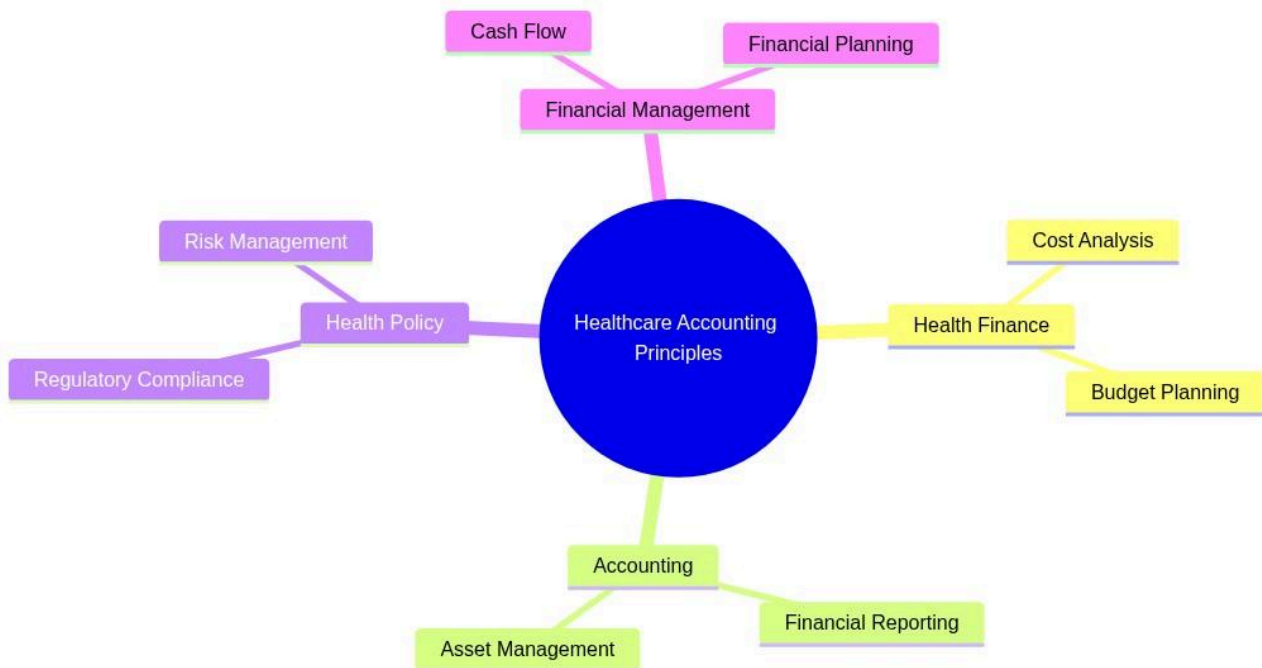 Cash Flow
Financial Planning
Financial Management
Risk Management
Cost Analysis
Health Policy
Healthcare Accounting
Principles
Health Finance
Regulatory Compliance
Budget Planning
Accounting
Financial Reporting
Asset Management